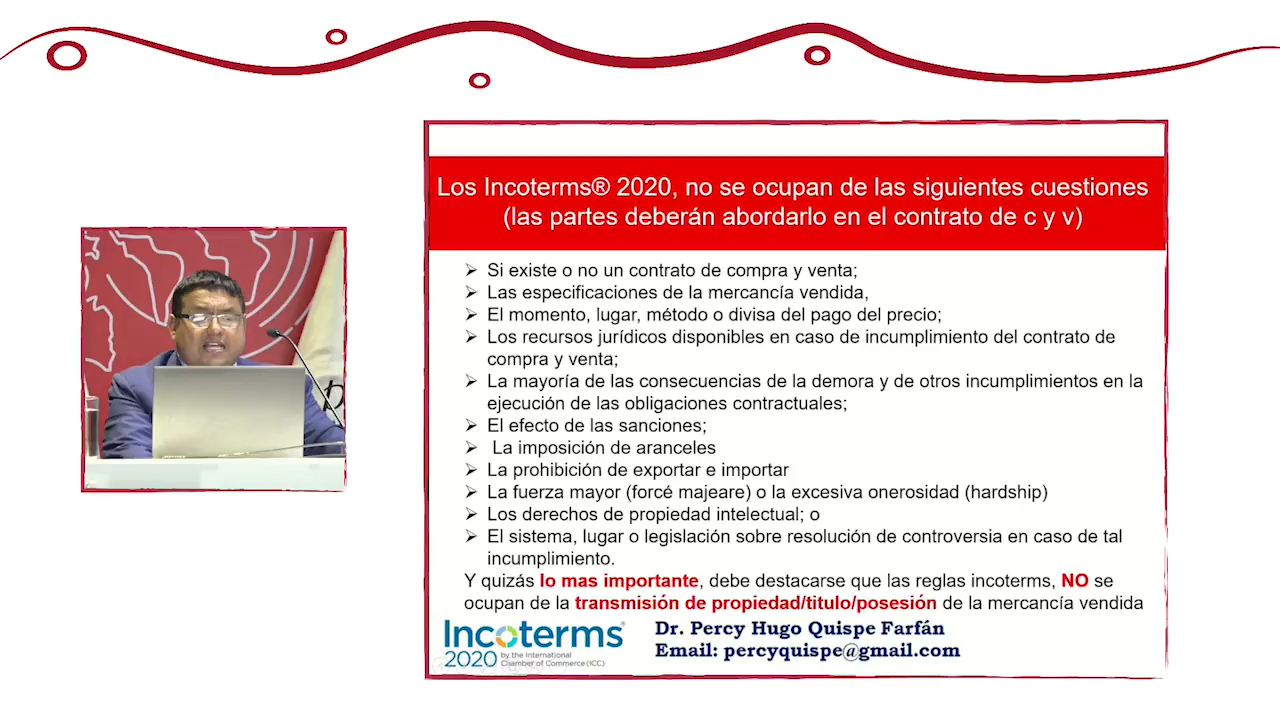 Los Incoterms® 2020, no se ocupan de las siguientes cuestiones
(las partes deberán abordarlo en el contrato de c y v)
➢ Si existe o no un contrato de compra y venta;
➢ Las especificaciones de la mercancía vendida,
➢ El momento, lugar, método o divisa del pago del precio;
➢ Los recursos jurídicos disponibles en caso de incumplimiento del contrato de
compra y venta;
➢ La mayoría de las consecuencias de la demora y de otros incumplimientos en la
ejecución de las obligaciones contractuales;
➢ El efecto de las sanciones;
➢ La imposición de aranceles
➢ La prohibición de exportar e importar
➢ La fuerza mayor (forcé majeare) o la excesiva onerosidad (hardship)
➢ Los derechos de propiedad intelectual; o
➢ El sistema, lugar o legislación sobre resolución de controversia en caso de tal
incumplimiento.
Y quizás lo mas importante, debe destacarse que las reglas incoterms, NO se
ocupan de la transmisión de propiedad/titulo/posesión de la mercancía vendida
Incoterms®
2020 by the International
Chamber of Commerce (ICC)
Dr. Percy Hugo Quispe Farfán
Email: percyquispe@gmail.com